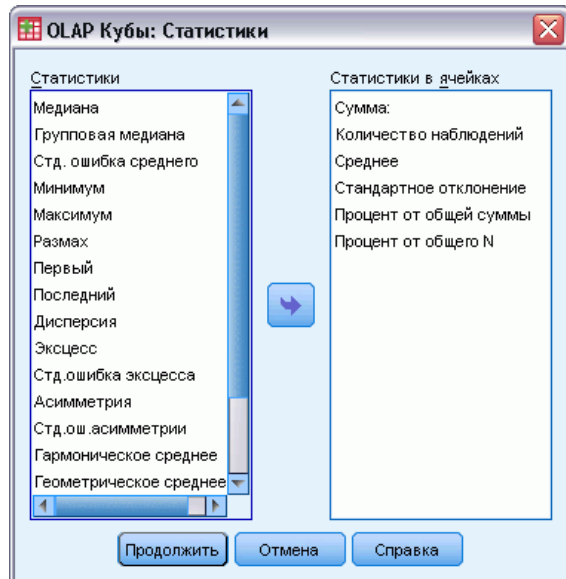 OLAP Кубы: Статистики
Статистики
Медиана
Групповая медиана
Стд. ошибка среднего
Минимум
Максимум
Размах
Первый
Последний
Дисперсия
Эксцесс
Стд.ошибка эксцесса
Асимметрия
Стд.ош.асимметрии
Гармоническое среднее
Геометрическое среднее
Статистики в ячейках
Сумма:
Количество наблюдений
Среднее
Стандартное отклонение
Процент от общей суммы
Процент от общего N
Продолжить
Отмена
Справка